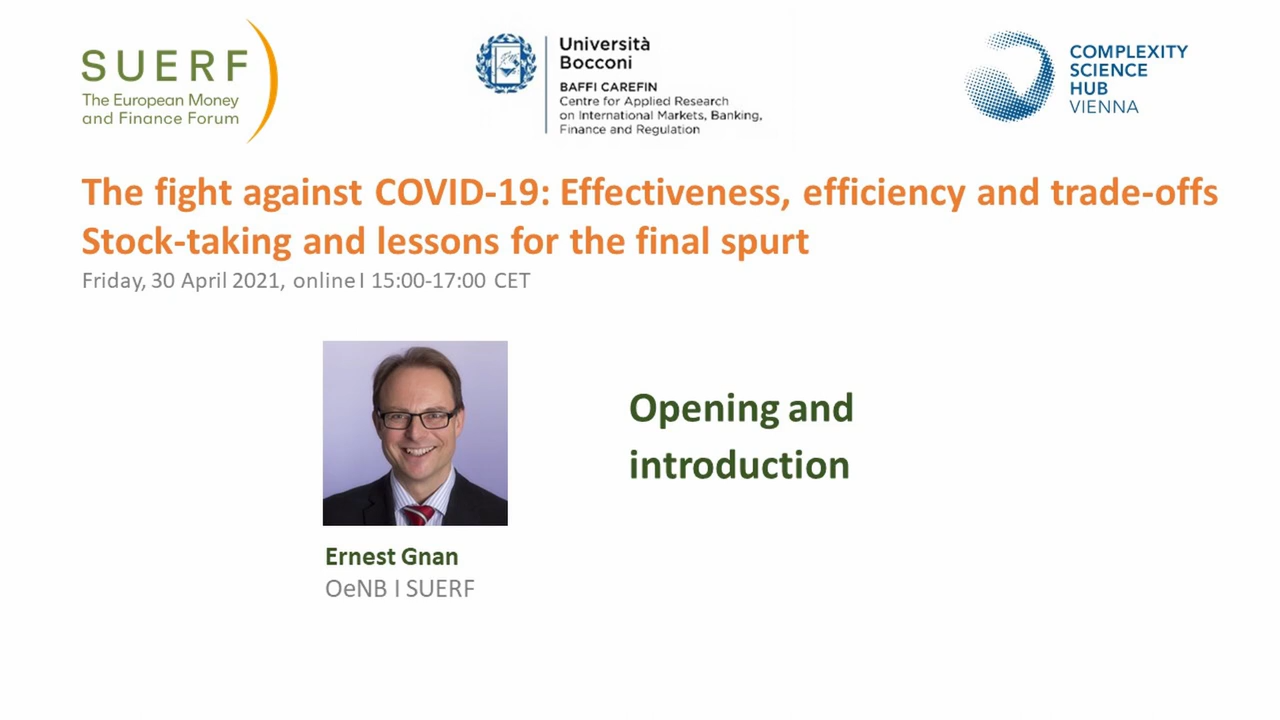 SUERF
The European Money
and Finance Forum
Università
Bocconi
BAFFI CAREFIN
Centre for Applied Research
on International Markets, Banking,
Finance and Regulation
COMPLEXITY
SCIENCE
HUB
VIENNA
The fight against COVID-19: Effectiveness, efficiency and trade-offs
Stock-taking and lessons for the final spurt
Friday, 30 April 2021, online I 15:00-17:00 CET
Opening and
introduction
Ernest Gnan
OeNB I SUERF